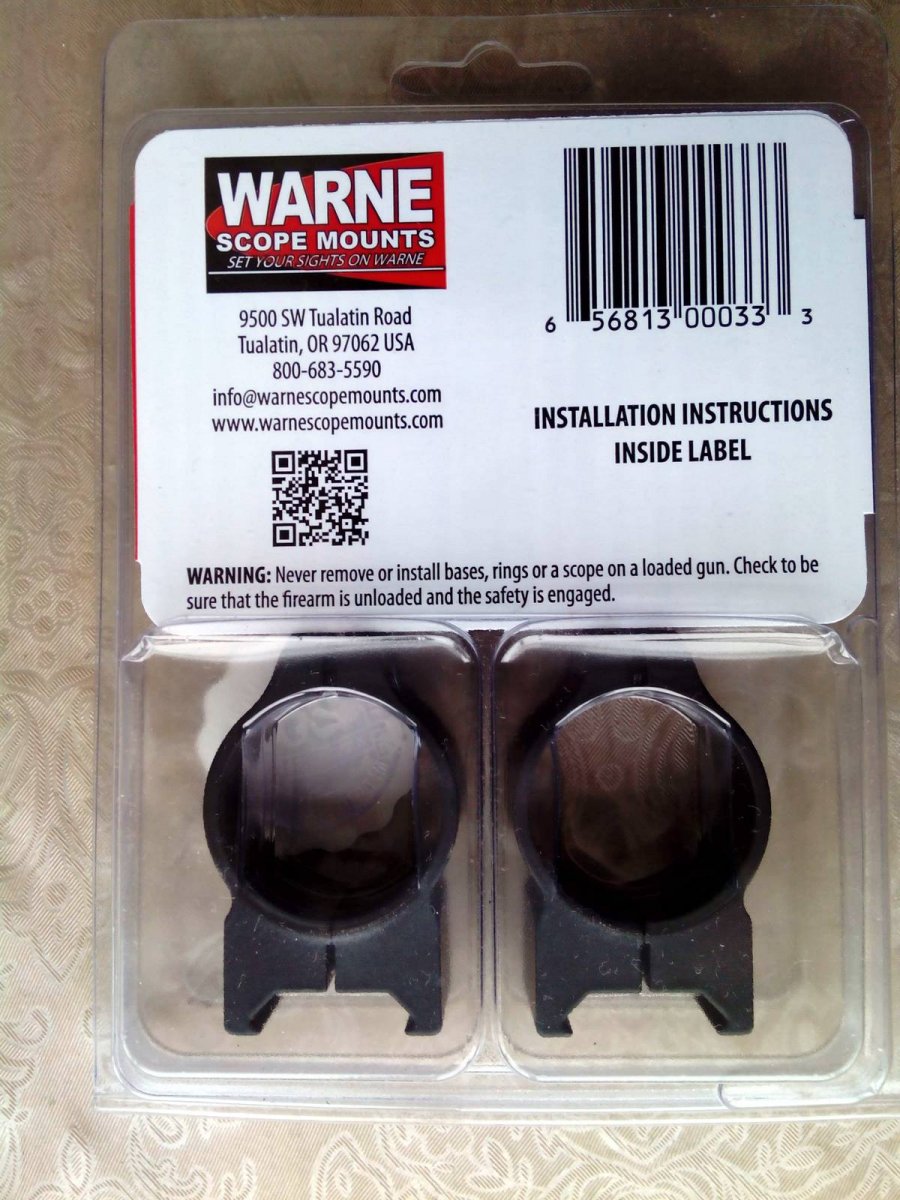 WARNE
SCOPE MOUNTS
SET YOUR SIGHTS ON WARNE
9500 SW Tualatin Road
Tualatin, OR 97062 USA
800-683-5590
info@warnescopemounts.com
www.warnescopemounts.com
6 56813 00033 3
INSTALLATION INSTRUCTIONS
INSIDE LABEL
WARNING: Never remove or install bases, rings or a scope on a loaded gun. Check to be
sure that the firearm is unloaded and the safety is engaged.